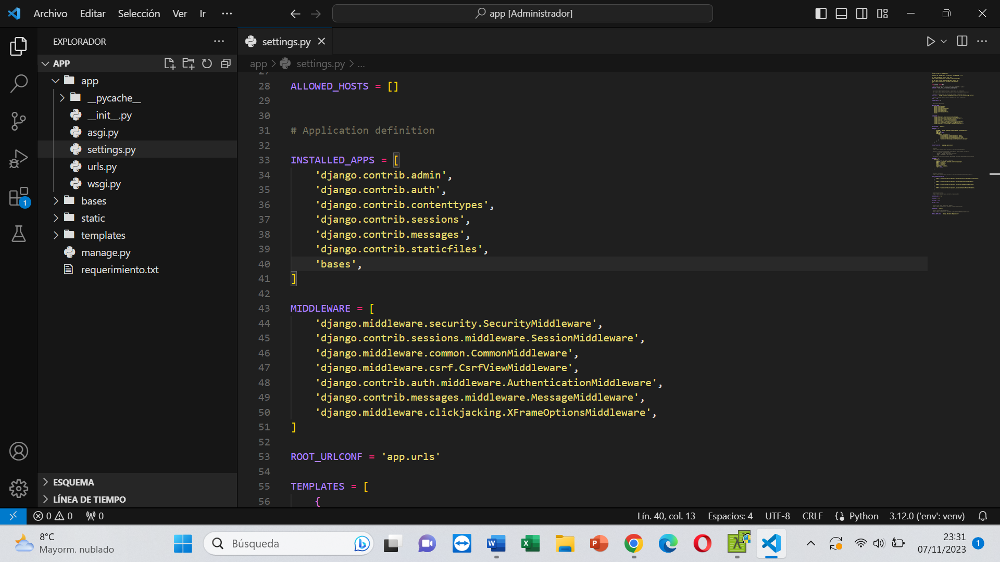 Archivo Editar Selección Ver Ir ··· app [Administrador]
EXPLORADOR ···
settings.py
APP
app > settings.py > ...
app
__pycache__
__init__.py
asgi.py
settings.py
urls.py
wsgi.py
bases
static
templates
manage.py
requerimiento.txt
ESQUEMA
LÍNEA DE TIEMPO
1
27
28 ALLOWED_HOSTS = []
29
30
31 # Application definition
32
33 INSTALLED_APPS = [
34 'django.contrib.admin',
35 'django.contrib.auth',
36 'django.contrib.contenttypes',
37 'django.contrib.sessions',
38 'django.contrib.messages',
39 'django.contrib.staticfiles',
40 'bases',
41 ]
42
43 MIDDLEWARE = [
44 'django.middleware.security.SecurityMiddleware',
45 'django.contrib.sessions.middleware.SessionMiddleware',
46 'django.middleware.common.CommonMiddleware',
47 'django.middleware.csrf.CsrfViewMiddleware',
48 'django.contrib.auth.middleware.AuthenticationMiddleware',
49 'django.contrib.messages.middleware.MessageMiddleware',
50 'django.middleware.clickjacking.XFrameOptionsMiddleware',
51 ]
52
53 ROOT_URLCONF = 'app.urls'
54
55 TEMPLATES = [
56 {
0 0 0 Lín. 40, col. 13 Espacios: 4 UTF-8 CRLF Python 3.12.0 ('env': venv)
8°C
Mayorm. nublado
Búsqueda
23:31
07/11/2023
1